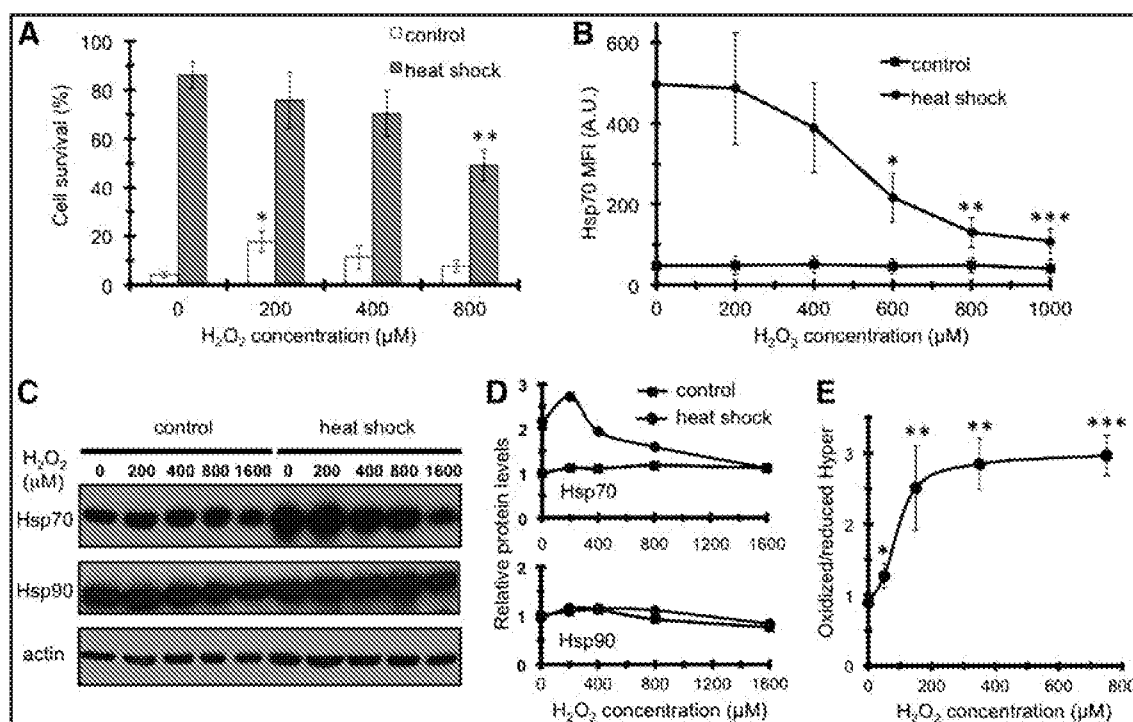 A
control
heat shock
100
80
60
40
20
0
Cell survival (%)
*
**
0 200 400 800
H₂O₂ concentration (µM)
B
control
heat shock
600
400
200
0
Hsp70 MFI (A.U.)
*
**
***
0 200 400 600 800 1000
H₂O₂ concentration (µM)
C
control heat shock
H₂O₂ (µM)
0 200 400 800 1600 0 200 400 800 1600
Hsp70
Hsp90
actin
D
control
heat shock
Relative protein levels
3
2
1
0
Hsp70
0 400 800 1200 1600
2
1
0
Hsp90
0 400 800 1200 1600
H₂O₂ concentration (µM)
E
Oxidized/reduced Hyper
3
2
1
0
*
**
**
***
0 200 400 600 800
H₂O₂ concentration (µM)